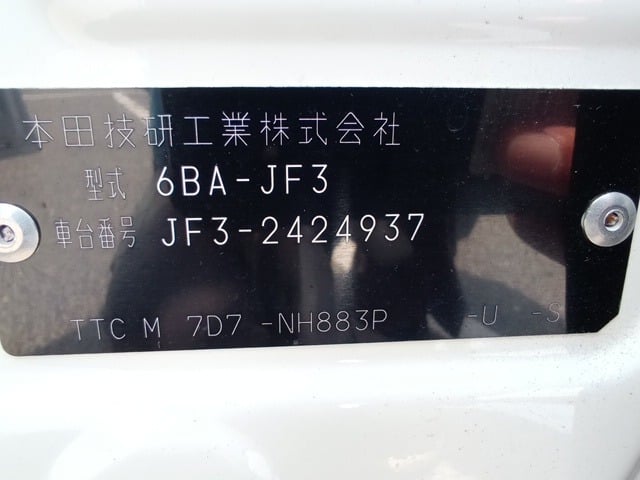 本田技研工業株式会社
型式 6BA-JF3
車台番号 JF3-2424937
TTC M 7D7 -NH883P -U -S